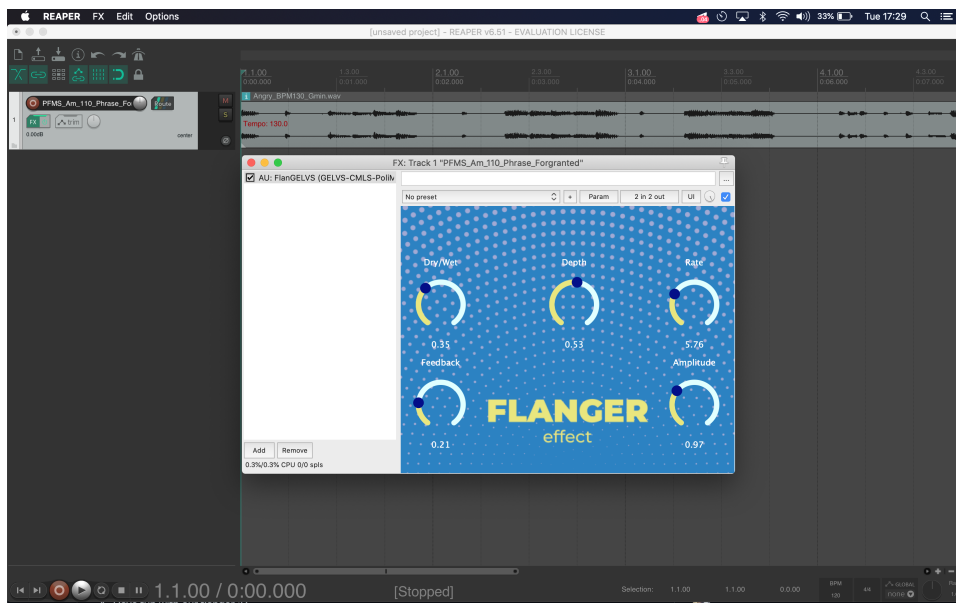 REAPER FX Edit Options 33% Tue 17:29
[unsaved project] - REAPER v6.51 - EVALUATION LICENSE
1.1.00 1.3.00 2.1.00 2.3.00 3.1.00 3.3.00 4.1.00 4.3.00
0:00.000 0:01.000 0:02.000 0:03.000 0:04.000 0:05.000 0:06.000 0:07.000
Angry_BPM130_Gmin.wav
PFMS_Am_110_Phrase_Fo Route M
1 FX trim S
Tempo: 130.0
0.00dB center
FX: Track 1 "PFMS_Am_110_Phrase_Forgranted"
AU: FlanGELVS (GELVS-CMLS-PoliM ...
No preset + Param 2 in 2 out UI
Dry/Wet Depth Rate
0.35 0.53 5.76
Feedback Amplitude
FLANGER
effect
0.21 0.97
Add Remove
0.3%/0.3% CPU 0/0 spls
1.1.00 / 0:00.000 [Stopped] Selection: 1.1.00 1.1.00 0.0.00 BPM 120 4/4 GLOBAL none